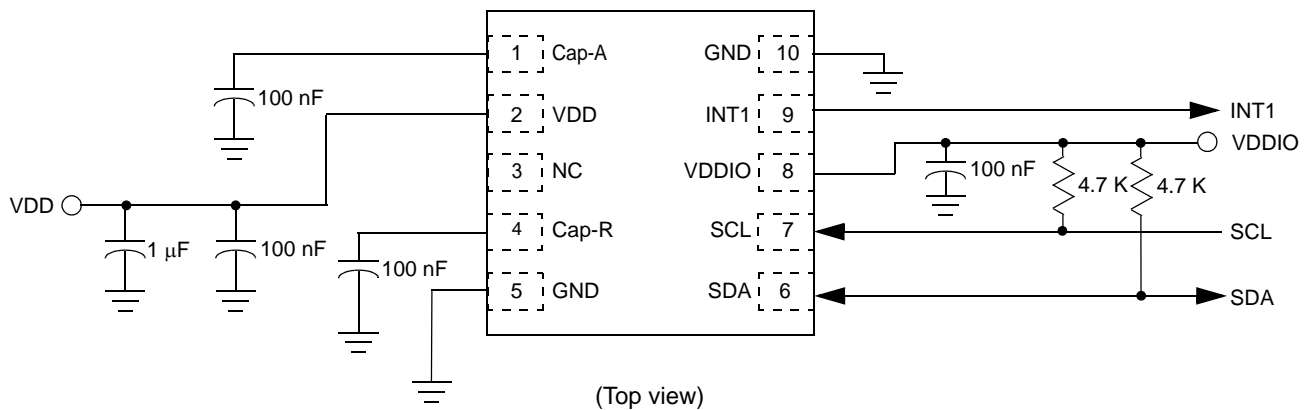 1 Cap-A
GND 10
100 nF
2 VDD
INT1 9
INT1
VDDIO
3 NC
VDDIO 8
100 nF
4.7 K
4.7 K
VDD
4 Cap-R
SCL 7
SCL
1 μF
100 nF
100 nF
5 GND
SDA 6
SDA
(Top view)